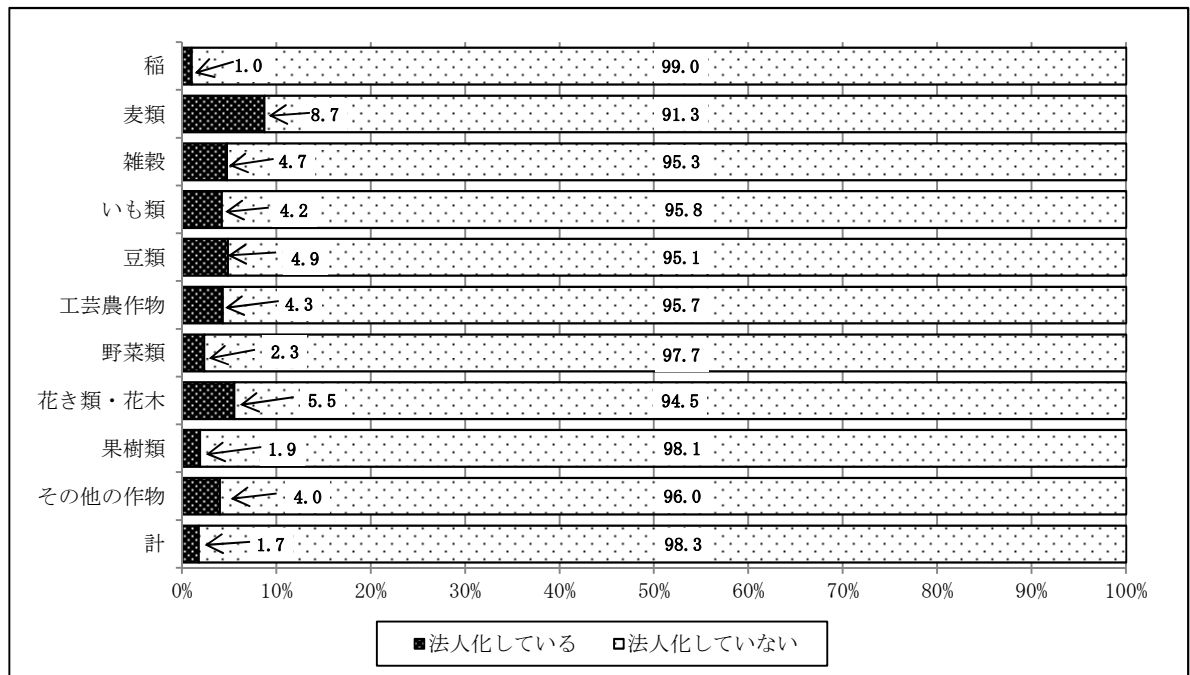 稲 1.0 99.0
麦類 8.7 91.3
雑穀 4.7 95.3
いも類 4.2 95.8
豆類 4.9 95.1
工芸農作物 4.3 95.7
野菜類 2.3 97.7
花き類・花木 5.5 94.5
果樹類 1.9 98.1
その他の作物 4.0 96.0
計 1.7 98.3
0% 10% 20% 30% 40% 50% 60% 70% 80% 90% 100%
法人化している 法人化していない